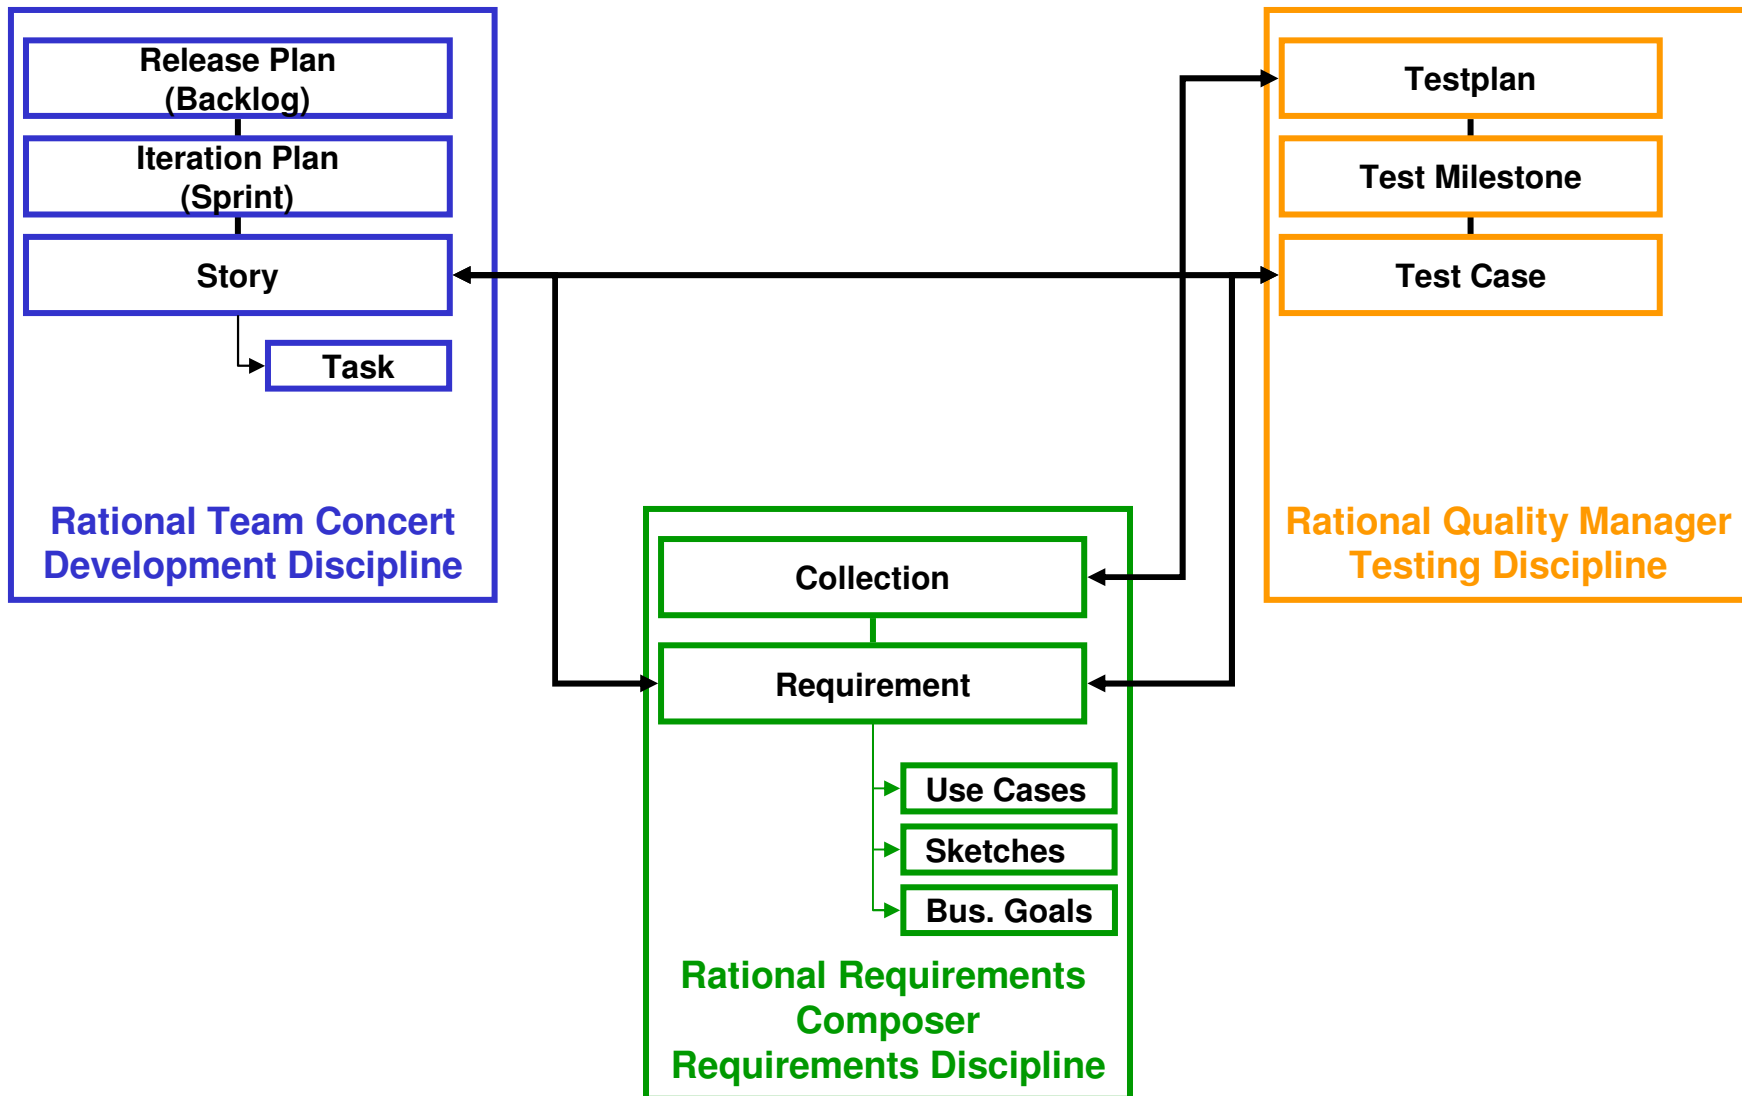 Release Plan
(Backlog)
Iteration Plan
(Sprint)
Story
Task
Rational Team Concert
Development Discipline
Testplan
Test Milestone
Test Case
Rational Quality Manager
Testing Discipline
Collection
Requirement
Use Cases
Sketches
Bus. Goals
Rational Requirements
Composer
Requirements Discipline